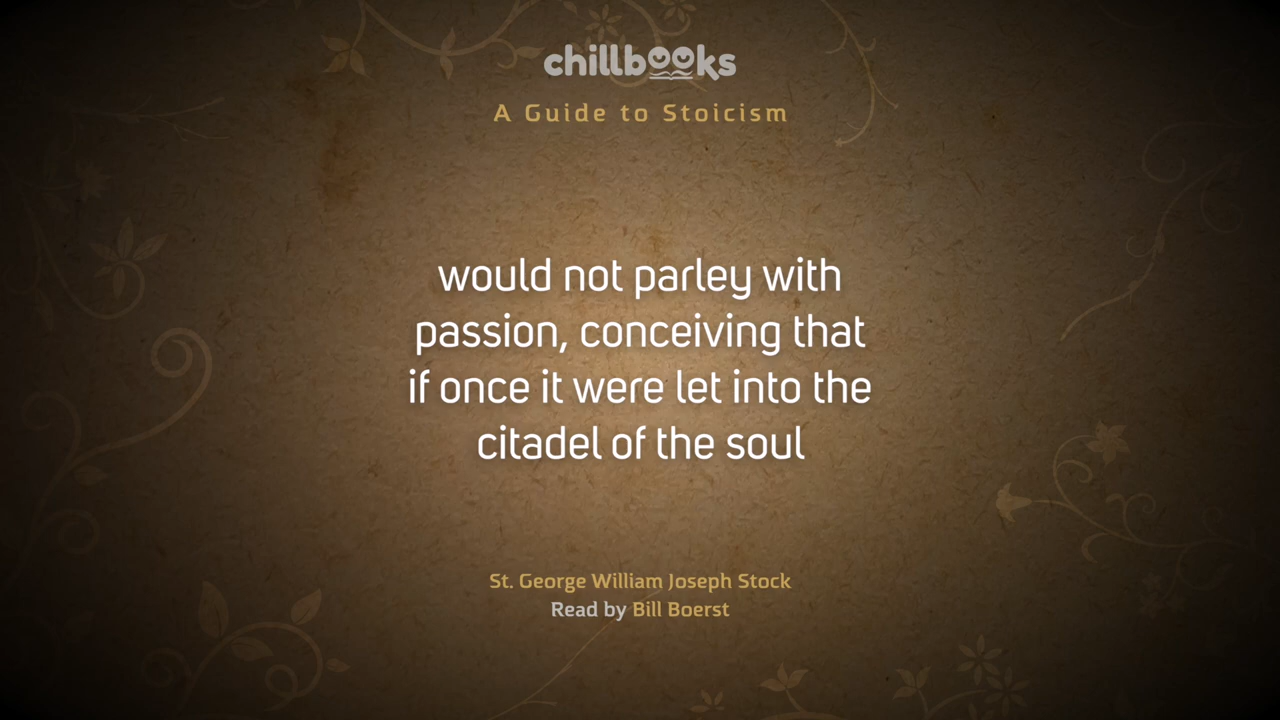 chillbooks
A Guide to Stoicism
would not parley with
passion, conceiving that
if once it were let into the
citadel of the soul
St. George William Joseph Stock
Read by Bill Boerst